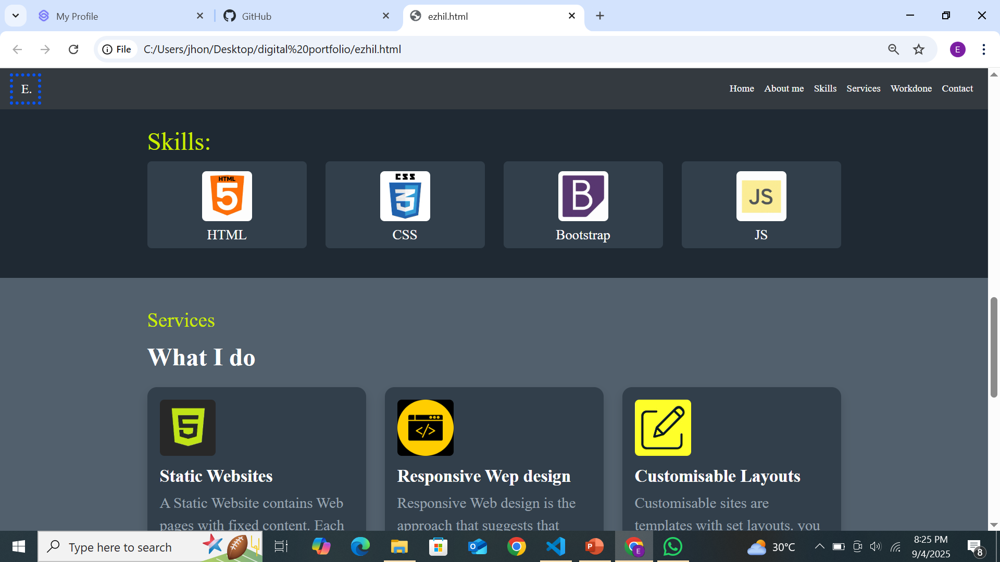 My Profile
GitHub
ezhil.html
File
C:/Users/jhon/Desktop/digital%20portfolio/ezhil.html
E
E.
Home
About me
Skills
Services
Workdone
Contact
Skills:
HTML
5
CSS
3
B
JS
HTML
CSS
Bootstrap
JS
Services
What I do
5
</>
Static Websites
Responsive Wep design
Customisable Layouts
A Static Website contains Web
pages with fixed content. Each
Responsive Web design is the
approach that suggests that
Customisable sites are
templates with set layouts. you
Type here to search
O
P
E
30°C
8:25 PM
9/4/2025
8